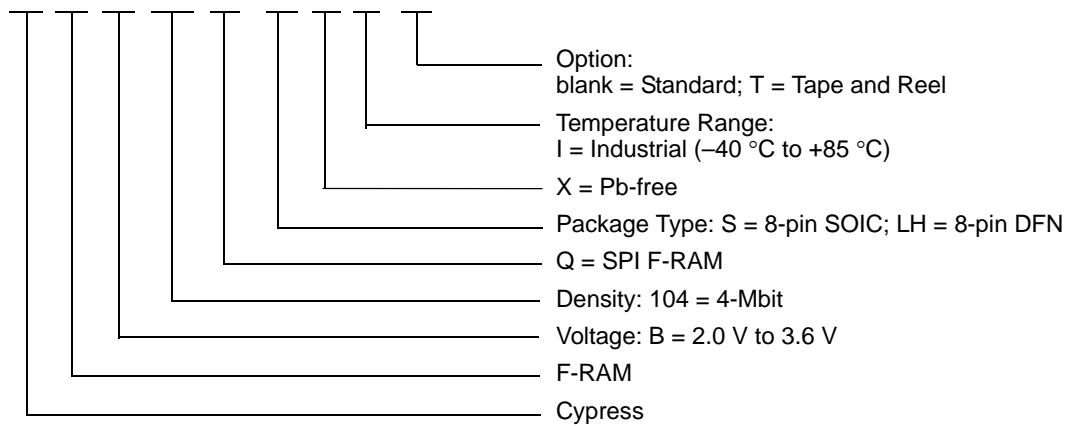 Option:
blank = Standard; T = Tape and Reel
Temperature Range:
I = Industrial (–40 °C to +85 °C)
X = Pb-free
Package Type: S = 8-pin SOIC; LH = 8-pin DFN
Q = SPI F-RAM
Density: 104 = 4-Mbit
Voltage: B = 2.0 V to 3.6 V
F-RAM
Cypress